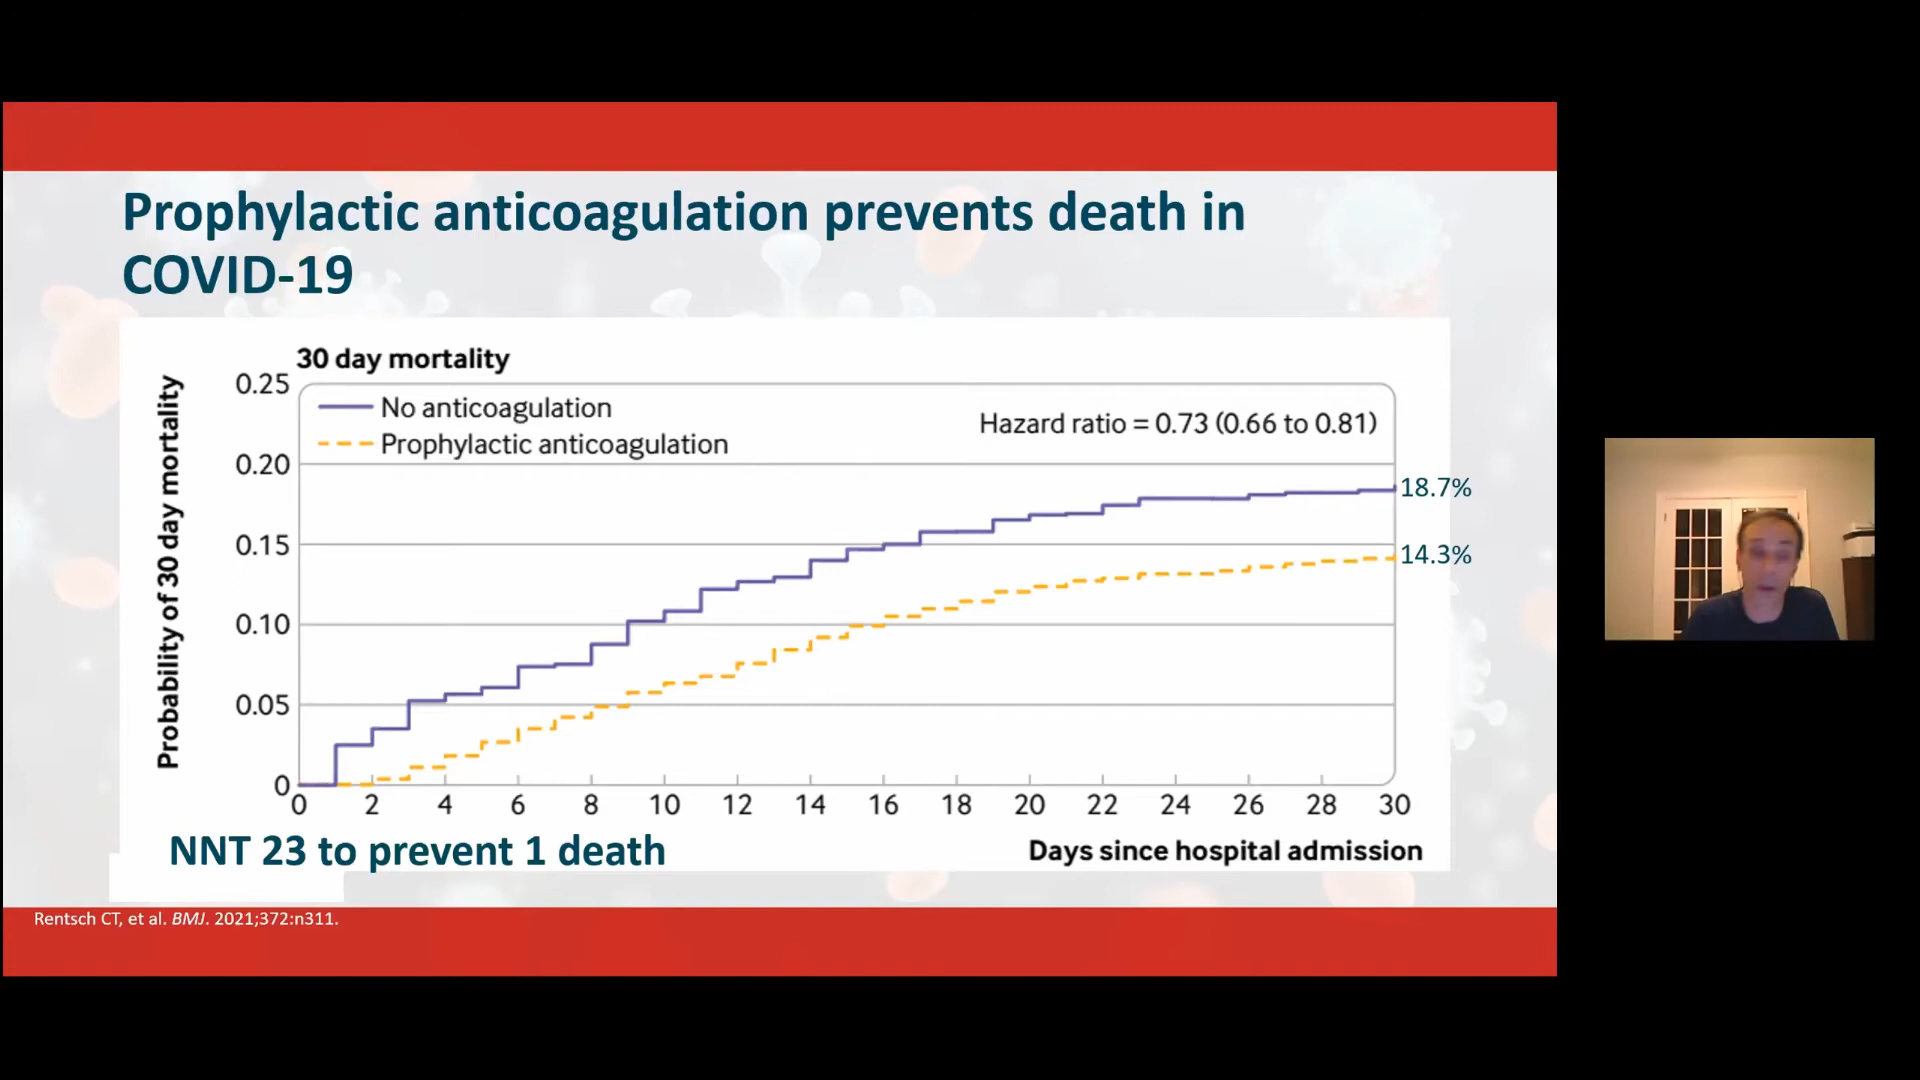 Prophylactic anticoagulation prevents death in
COVID-19
30 day mortality
Probability of 30 day mortality
0.25
0.20
0.15
0.10
0.05
0
No anticoagulation
Prophylactic anticoagulation
Hazard ratio = 0.73 (0.66 to 0.81)
18.7%
14.3%
0 2 4 6 8 10 12 14 16 18 20 22 24 26 28 30
Days since hospital admission
NNT 23 to prevent 1 death
Rentsch CT, et al. BMJ. 2021;372:n311.